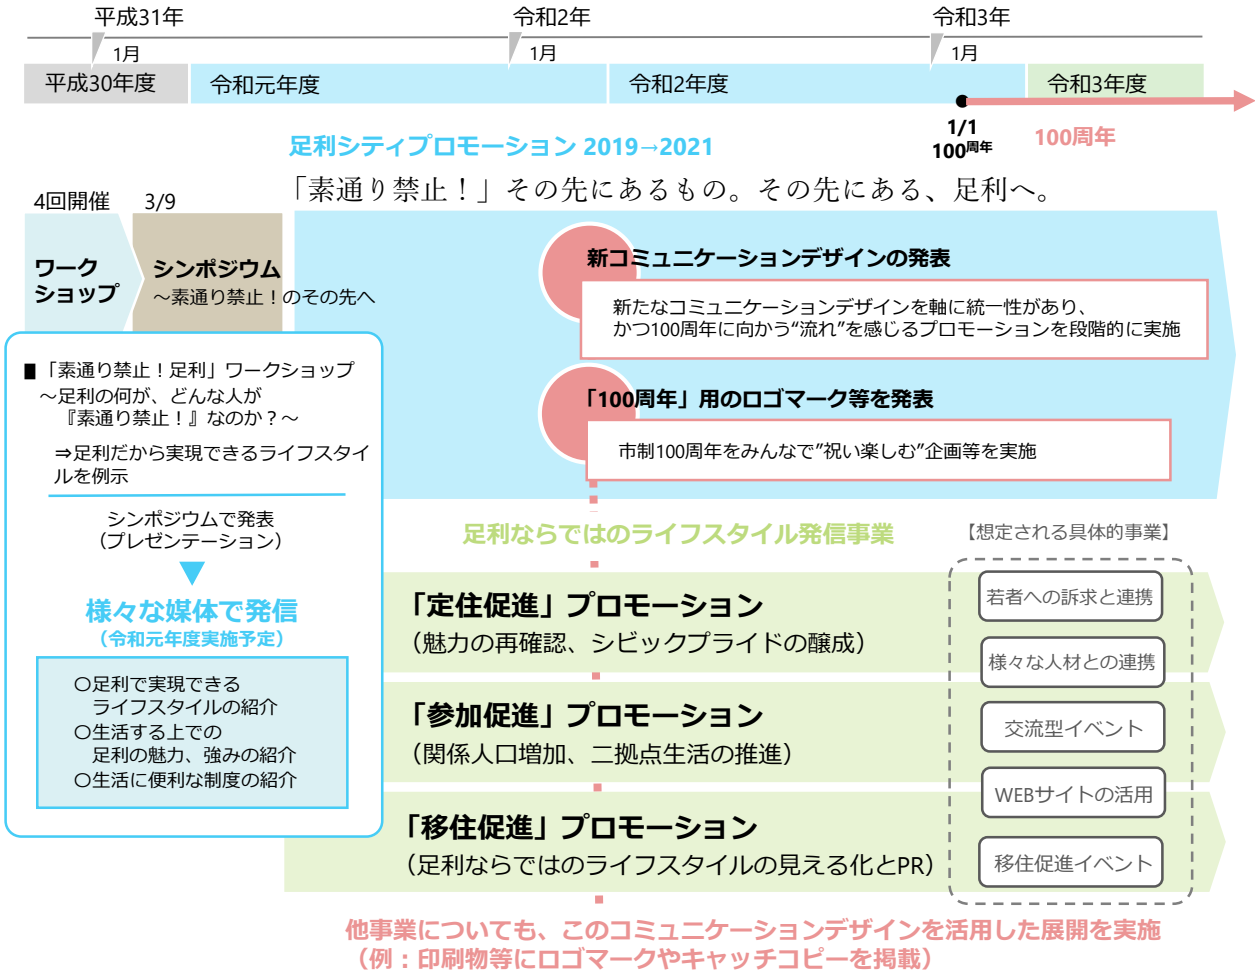 平成31年
令和2年
令和3年
1月
1月
1月
平成30年度
令和元年度
令和2年度
令和3年度
1/1
100周年
100周年
足利シティプロモーション 2019→2021
「素通り禁止！」その先にあるもの。その先にある、足利へ。
4回開催
3/9
ワーク
ショップ
シンポジウム
～素通り禁止！のその先へ
新コミュニケーションデザインの発表
新たなコミュニケーションデザインを軸に統一性があり、
かつ100周年に向かう“流れ”を感じるプロモーションを段階的に実施
「100周年」用のロゴマーク等を発表
市制100周年をみんなで”祝い楽しむ”企画等を実施
■「素通り禁止！足利」ワークショップ
～足利の何が、どんな人が
『素通り禁止！』なのか？～
⇒足利だから実現できるライフスタイ
ルを例示
シンポジウムで発表
（プレゼンテーション）
様々な媒体で発信
（令和元年度実施予定）
○足利で実現できる
ライフスタイルの紹介
○生活する上での
足利の魅力、強みの紹介
○生活に便利な制度の紹介
足利ならではのライフスタイル発信事業
【想定される具体的事業】
「定住促進」プロモーション
（魅力の再確認、シビックプライドの醸成）
「参加促進」プロモーション
（関係人口増加、二拠点生活の推進）
「移住促進」プロモーション
（足利ならではのライフスタイルの見える化とPR）
若者への訴求と連携
様々な人材との連携
交流型イベント
WEBサイトの活用
移住促進イベント
他事業についても、このコミュニケーションデザインを活用した展開を実施
（例：印刷物等にロゴマークやキャッチコピーを掲載）